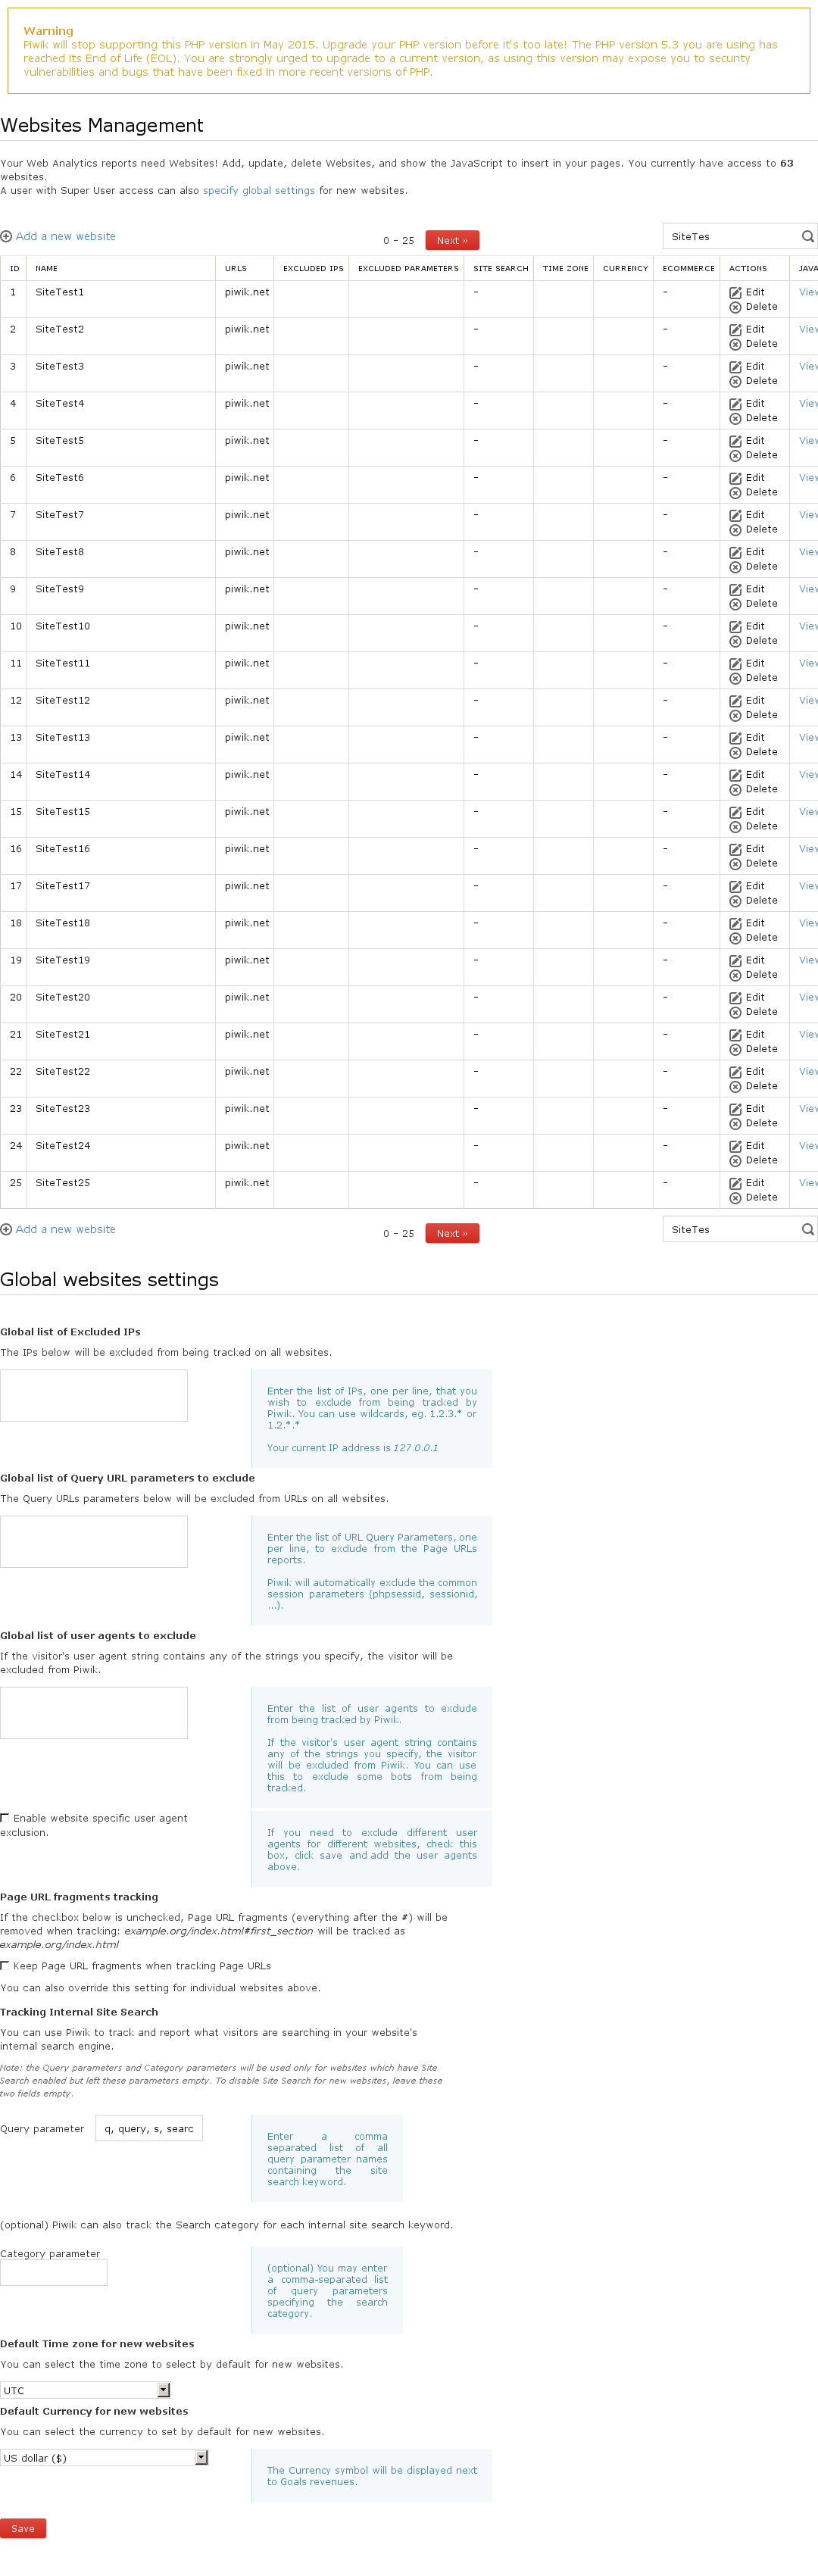 Warning
Piwik will stop supporting this PHP version in May 2015. Upgrade your PHP version before it's too late! The PHP version 5.3 you are using has
reached its End of Life (EOL). You are strongly urged to upgrade to a current version, as using this version may expose you to security
vulnerabilities and bugs that have been fixed in more recent versions of PHP.
Websites Management
Your Web Analytics reports need Websites! Add, update, delete Websites, and show the JavaScript to insert in your pages. You currently have access to 63
websites.
A user with Super User access can also specify global settings for new websites.
Add a new website 0 – 25 Next » SiteTes
ID NAME URLS EXCLUDED IPS EXCLUDED PARAMETERS SITE SEARCH TIME ZONE CURRENCY ECOMMERCE ACTIONS JAVA
1 SiteTest1 piwik.net - - Edit View
Delete
2 SiteTest2 piwik.net - - Edit View
Delete
3 SiteTest3 piwik.net - - Edit View
Delete
4 SiteTest4 piwik.net - - Edit View
Delete
5 SiteTest5 piwik.net - - Edit View
Delete
6 SiteTest6 piwik.net - - Edit View
Delete
7 SiteTest7 piwik.net - - Edit View
Delete
8 SiteTest8 piwik.net - - Edit View
Delete
9 SiteTest9 piwik.net - - Edit View
Delete
10 SiteTest10 piwik.net - - Edit View
Delete
11 SiteTest11 piwik.net - - Edit View
Delete
12 SiteTest12 piwik.net - - Edit View
Delete
13 SiteTest13 piwik.net - - Edit View
Delete
14 SiteTest14 piwik.net - - Edit View
Delete
15 SiteTest15 piwik.net - - Edit View
Delete
16 SiteTest16 piwik.net - - Edit View
Delete
17 SiteTest17 piwik.net - - Edit View
Delete
18 SiteTest18 piwik.net - - Edit View
Delete
19 SiteTest19 piwik.net - - Edit View
Delete
20 SiteTest20 piwik.net - - Edit View
Delete
21 SiteTest21 piwik.net - - Edit View
Delete
22 SiteTest22 piwik.net - - Edit View
Delete
23 SiteTest23 piwik.net - - Edit View
Delete
24 SiteTest24 piwik.net - - Edit View
Delete
25 SiteTest25 piwik.net - - Edit View
Delete
Add a new website 0 – 25 Next » SiteTes
Global websites settings
Global list of Excluded IPs
The IPs below will be excluded from being tracked on all websites.
Enter the list of IPs, one per line, that you
wish to exclude from being tracked by
Piwik. You can use wildcards, eg. 1.2.3.* or
1.2.*.*
Your current IP address is 127.0.0.1
Global list of Query URL parameters to exclude
The Query URLs parameters below will be excluded from URLs on all websites.
Enter the list of URL Query Parameters, one
per line, to exclude from the Page URLs
reports.
Piwik will automatically exclude the common
session parameters (phpsessid, sessionid,
...).
Global list of user agents to exclude
If the visitor's user agent string contains any of the strings you specify, the visitor will be
excluded from Piwik.
Enter the list of user agents to exclude
from being tracked by Piwik.
If the visitor's user agent string contains
any of the strings you specify, the visitor
will be excluded from Piwik. You can use
this to exclude some bots from being
tracked.
Enable website specific user agent
exclusion.
If you need to exclude different user
agents for different websites, check this
box, click save and add the user agents
above.
Page URL fragments tracking
If the checkbox below is unchecked, Page URL fragments (everything after the #) will be
removed when tracking: example.org/index.html#first_section will be tracked as
example.org/index.html
Keep Page URL fragments when tracking Page URLs
You can also override this setting for individual websites above.
Tracking Internal Site Search
You can use Piwik to track and report what visitors are searching in your website's
internal search engine.
Note: the Query parameters and Category parameters will be used only for websites which have Site
Search enabled but left these parameters empty. To disable Site Search for new websites, leave these
two fields empty.
Query parameter q, query, s, searc
Enter a comma
separated list of all
query parameter names
containing the site
search keyword.
(optional) Piwik can also track the Search category for each internal site search keyword.
Category parameter
(optional) You may enter
a comma-separated list
of query parameters
specifying the search
category.
Default Time zone for new websites
You can select the time zone to select by default for new websites.
UTC
Default Currency for new websites
You can select the currency to set by default for new websites.
US dollar ($)
The Currency symbol will be displayed next
to Goals revenues.
Save